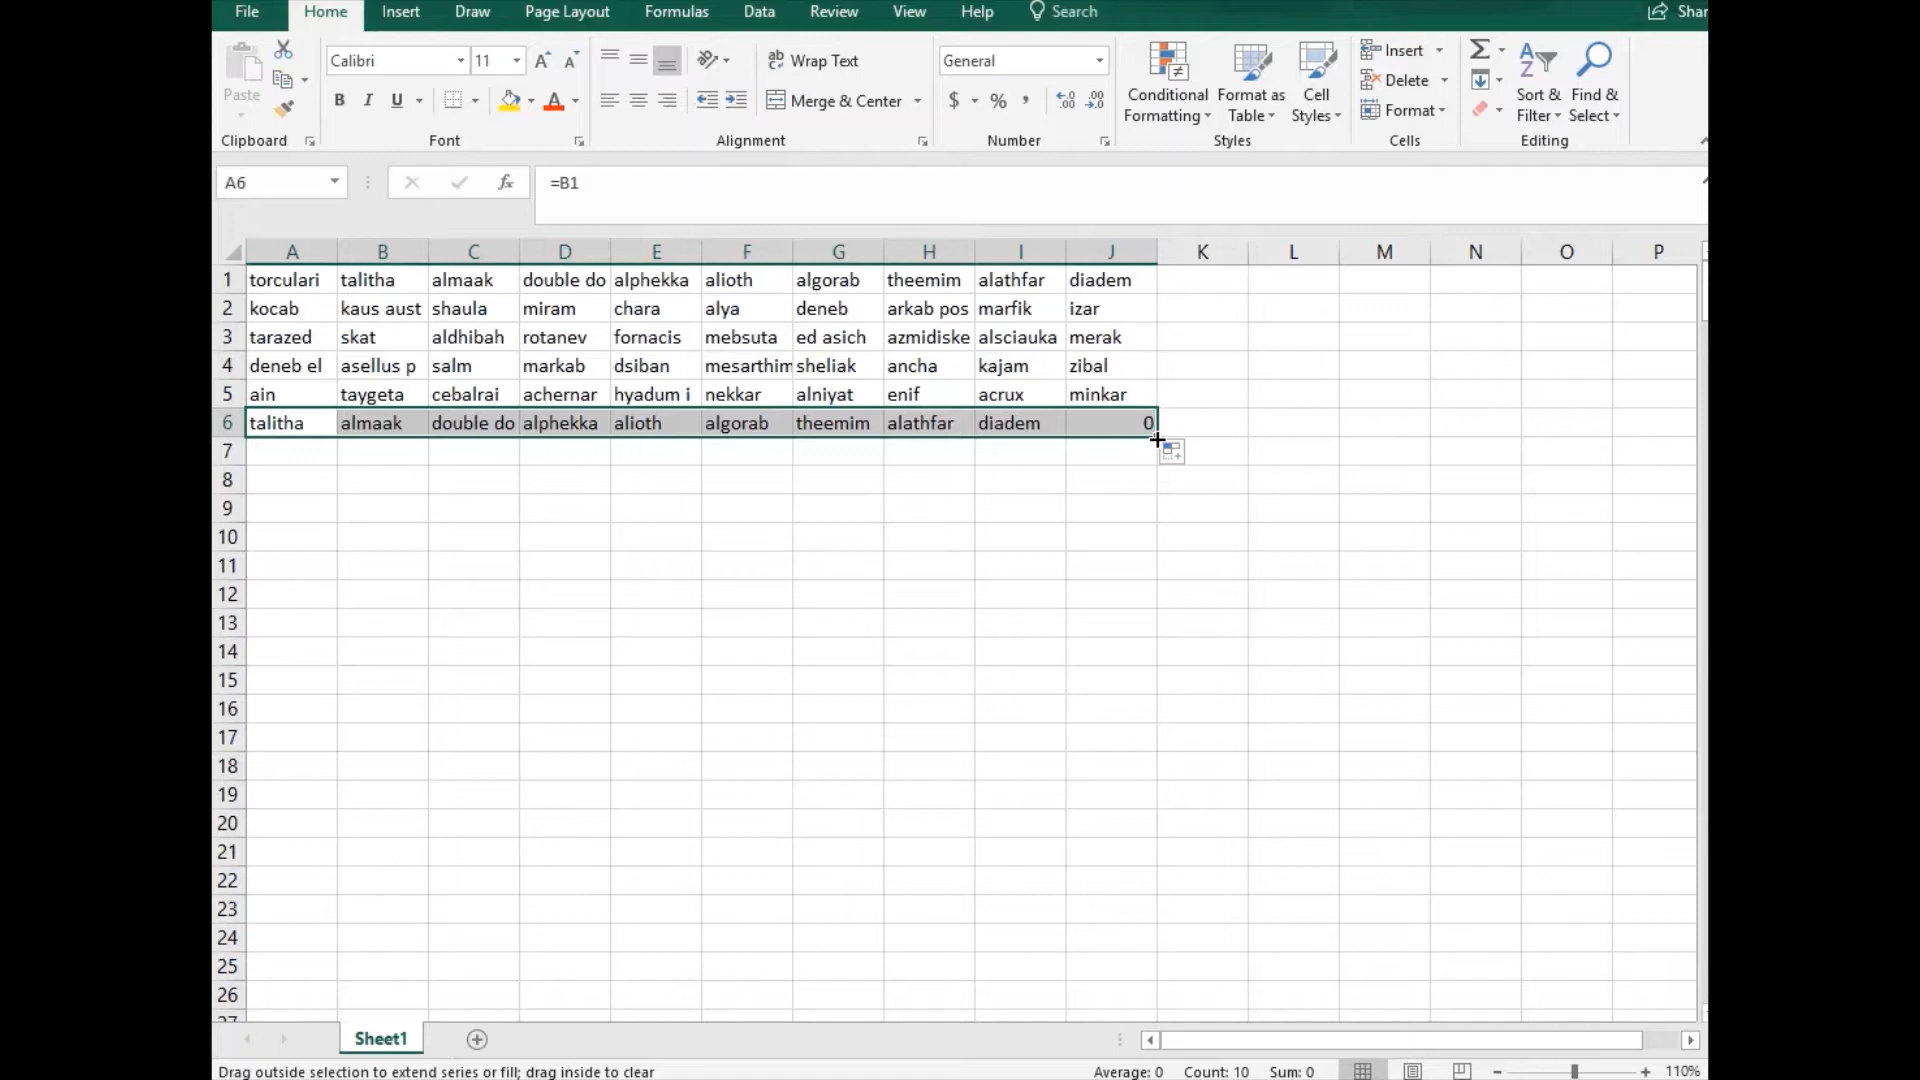 File Home Insert Draw Page Layout Formulas Data Review View Help Search Shar
Paste
Clipboard
Calibri 11
B I U
Font
Wrap Text
Merge & Center
Alignment
General
$ % ,
Number
Conditional Formatting
Format as Table
Cell Styles
Styles
Insert
Delete
Format
Cells
Sort & Filter
Find & Select
Editing
A6 fx =B1
A B C D E F G H I J K L M N O P
1 torculari talitha almaak double do alphekka alioth algorab theemim alathfar diadem
2 kocab kaus aust shaula miram chara alya deneb arkab pos marfik izar
3 tarazed skat aldhibah rotanev fornacis mebsuta ed asich azmidiske alsciauka merak
4 deneb el asellus p salm markab dsiban mesarthim sheliak ancha kajam zibal
5 ain taygeta cebalrai achernar hyadum i nekkar alniyat enif acrux minkar
6 talitha almaak double do alphekka alioth algorab theemim alathfar diadem 0
7
8
9
10
11
12
13
14
15
16
17
18
19
20
21
22
23
24
25
26
27
Sheet1
Drag outside selection to extend series or fill; drag inside to clear Average: 0 Count: 10 Sum: 0 110%